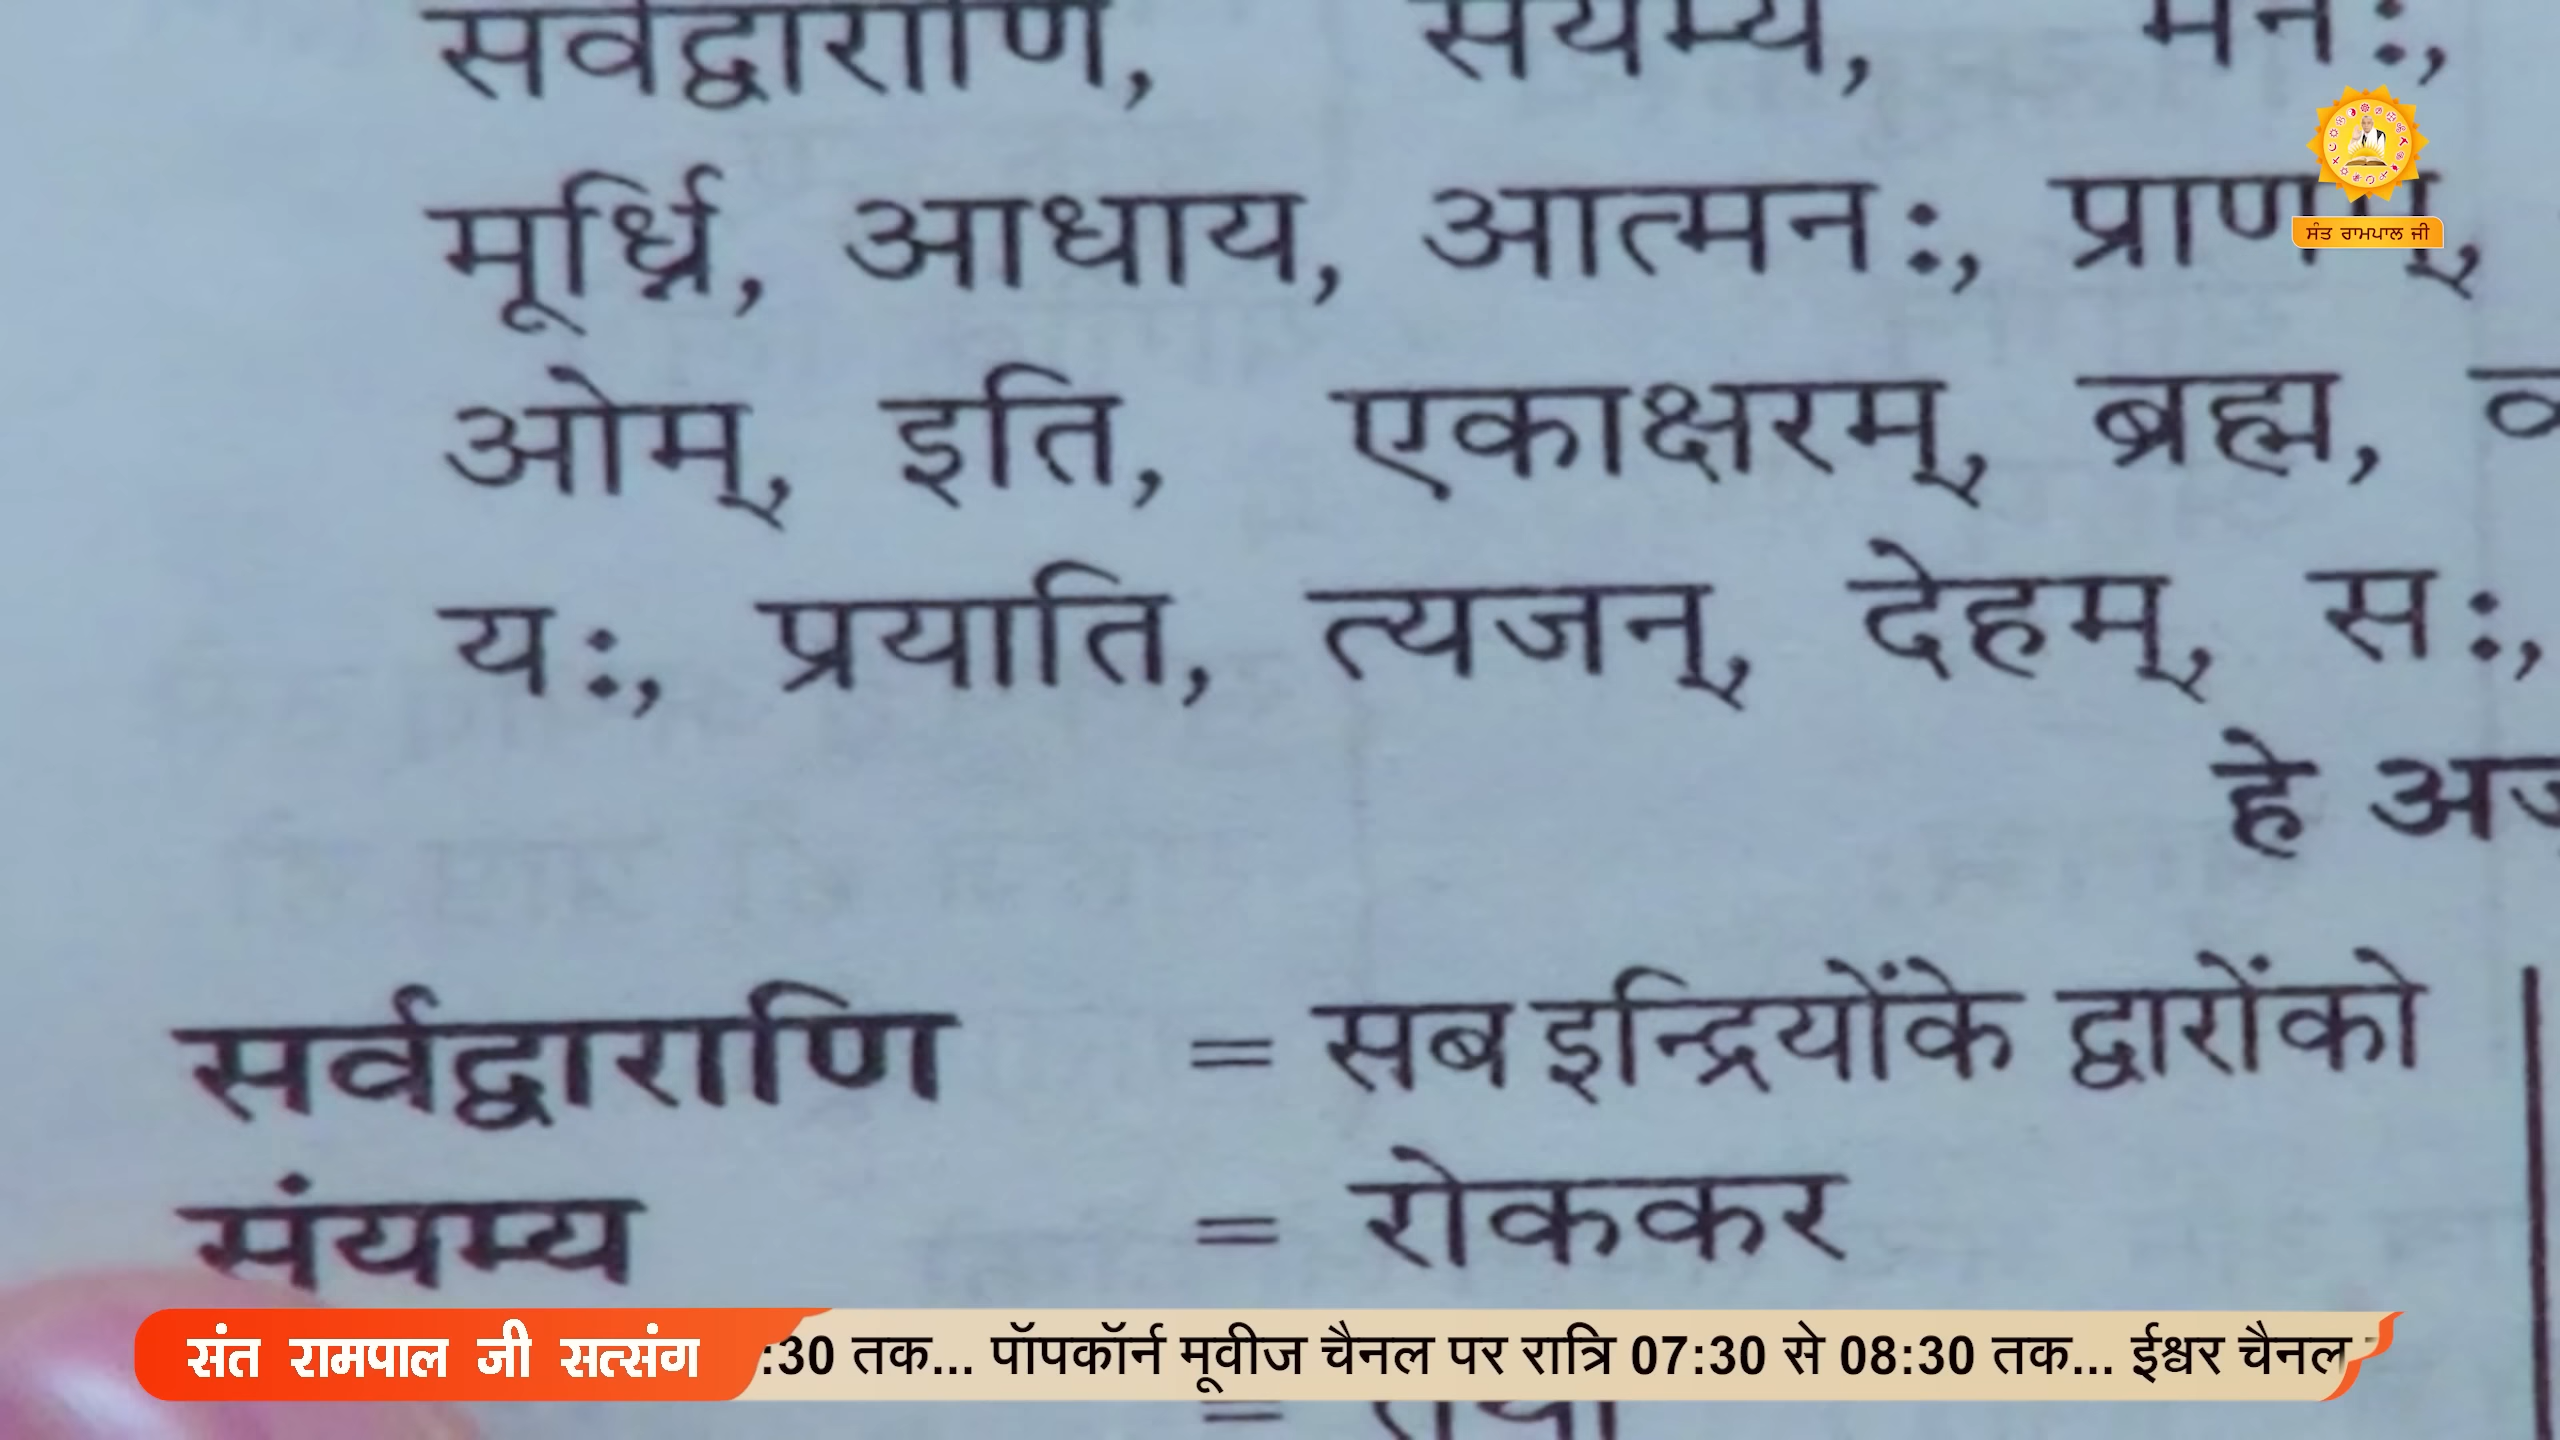 सर्वद्वाराणि, संयम्य, मनः,
मूर्ध्नि, आधाय, आत्मनः, प्राणम्,
ਸੰਤ ਰਾਮਪਾਲ ਜੀ
ओम्, इति, एकाक्षरम्, ब्रह्म,
यः, प्रयाति, त्यजन्, देहम्, सः,
हे
सर्वद्वाराणि = सब इन्द्रियोंके द्वारोंको
संयम्य = रोककर
संत रामपाल जी सत्संग :30 तक... पॉपकॉर्न मूवीज चैनल पर रात्रि 07:30 से 08:30 तक... ईश्वर चैनल